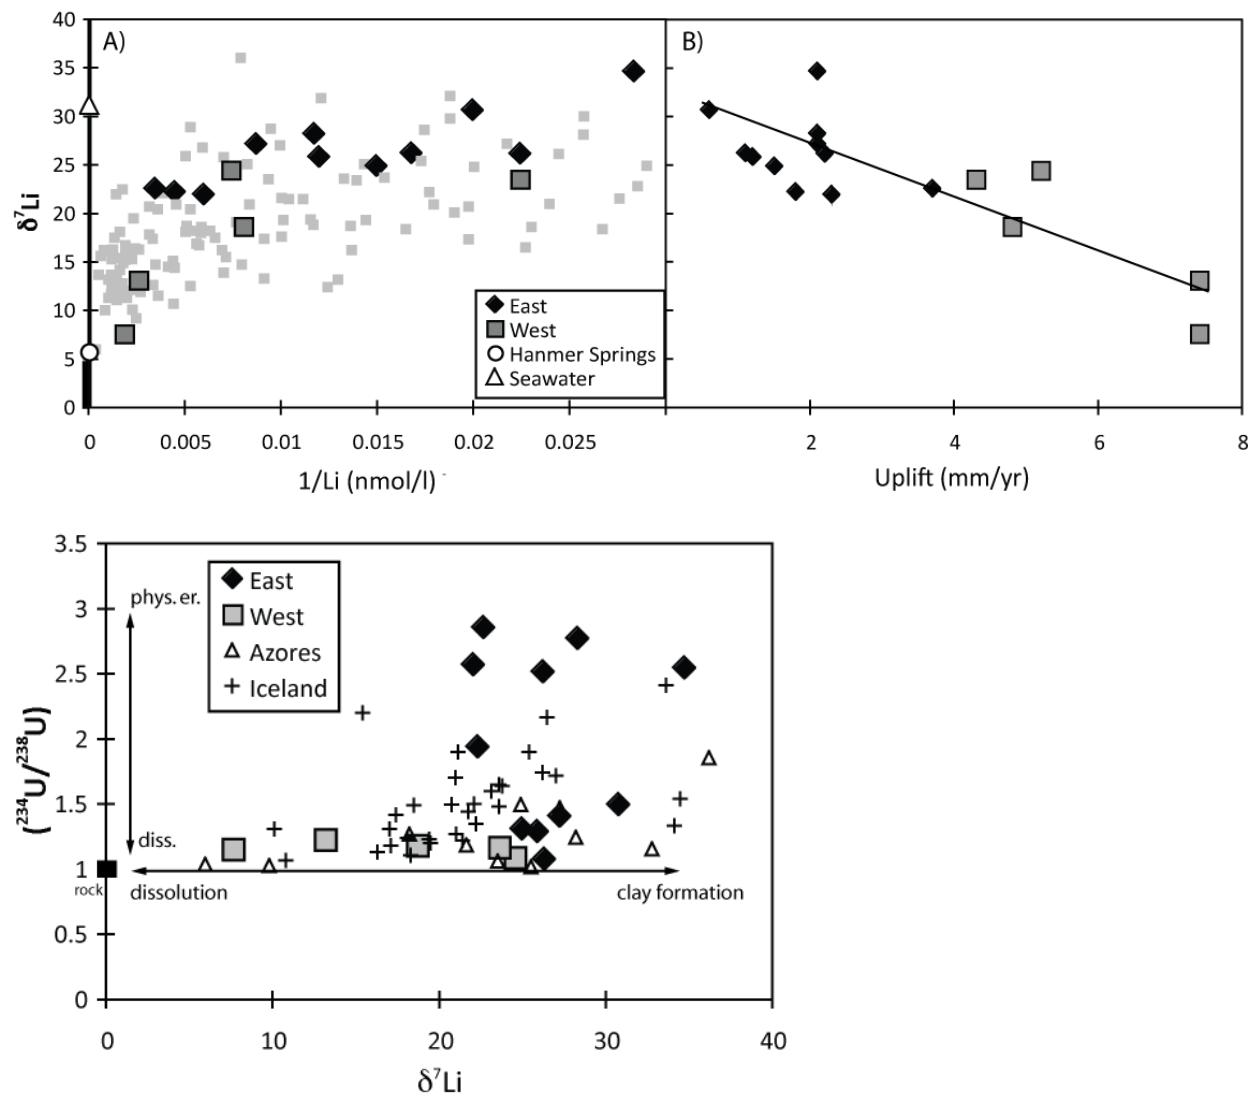 A)
B)
40
35
30
25
20
15
10
5
0
δ⁷Li
East
West
Hanmer Springs
Seawater
0 0.005 0.01 0.015 0.02 0.025
2 4 6 8
1/Li (nmol/l)
Uplift (mm/yr)
3.5
3
2.5
2
1.5
1
0.5
0
(²³⁴U/²³⁸U)
East
West
Azores
Iceland
phys. er.
diss.
rock
dissolution
clay formation
0 10 20 30 40
δ⁷Li